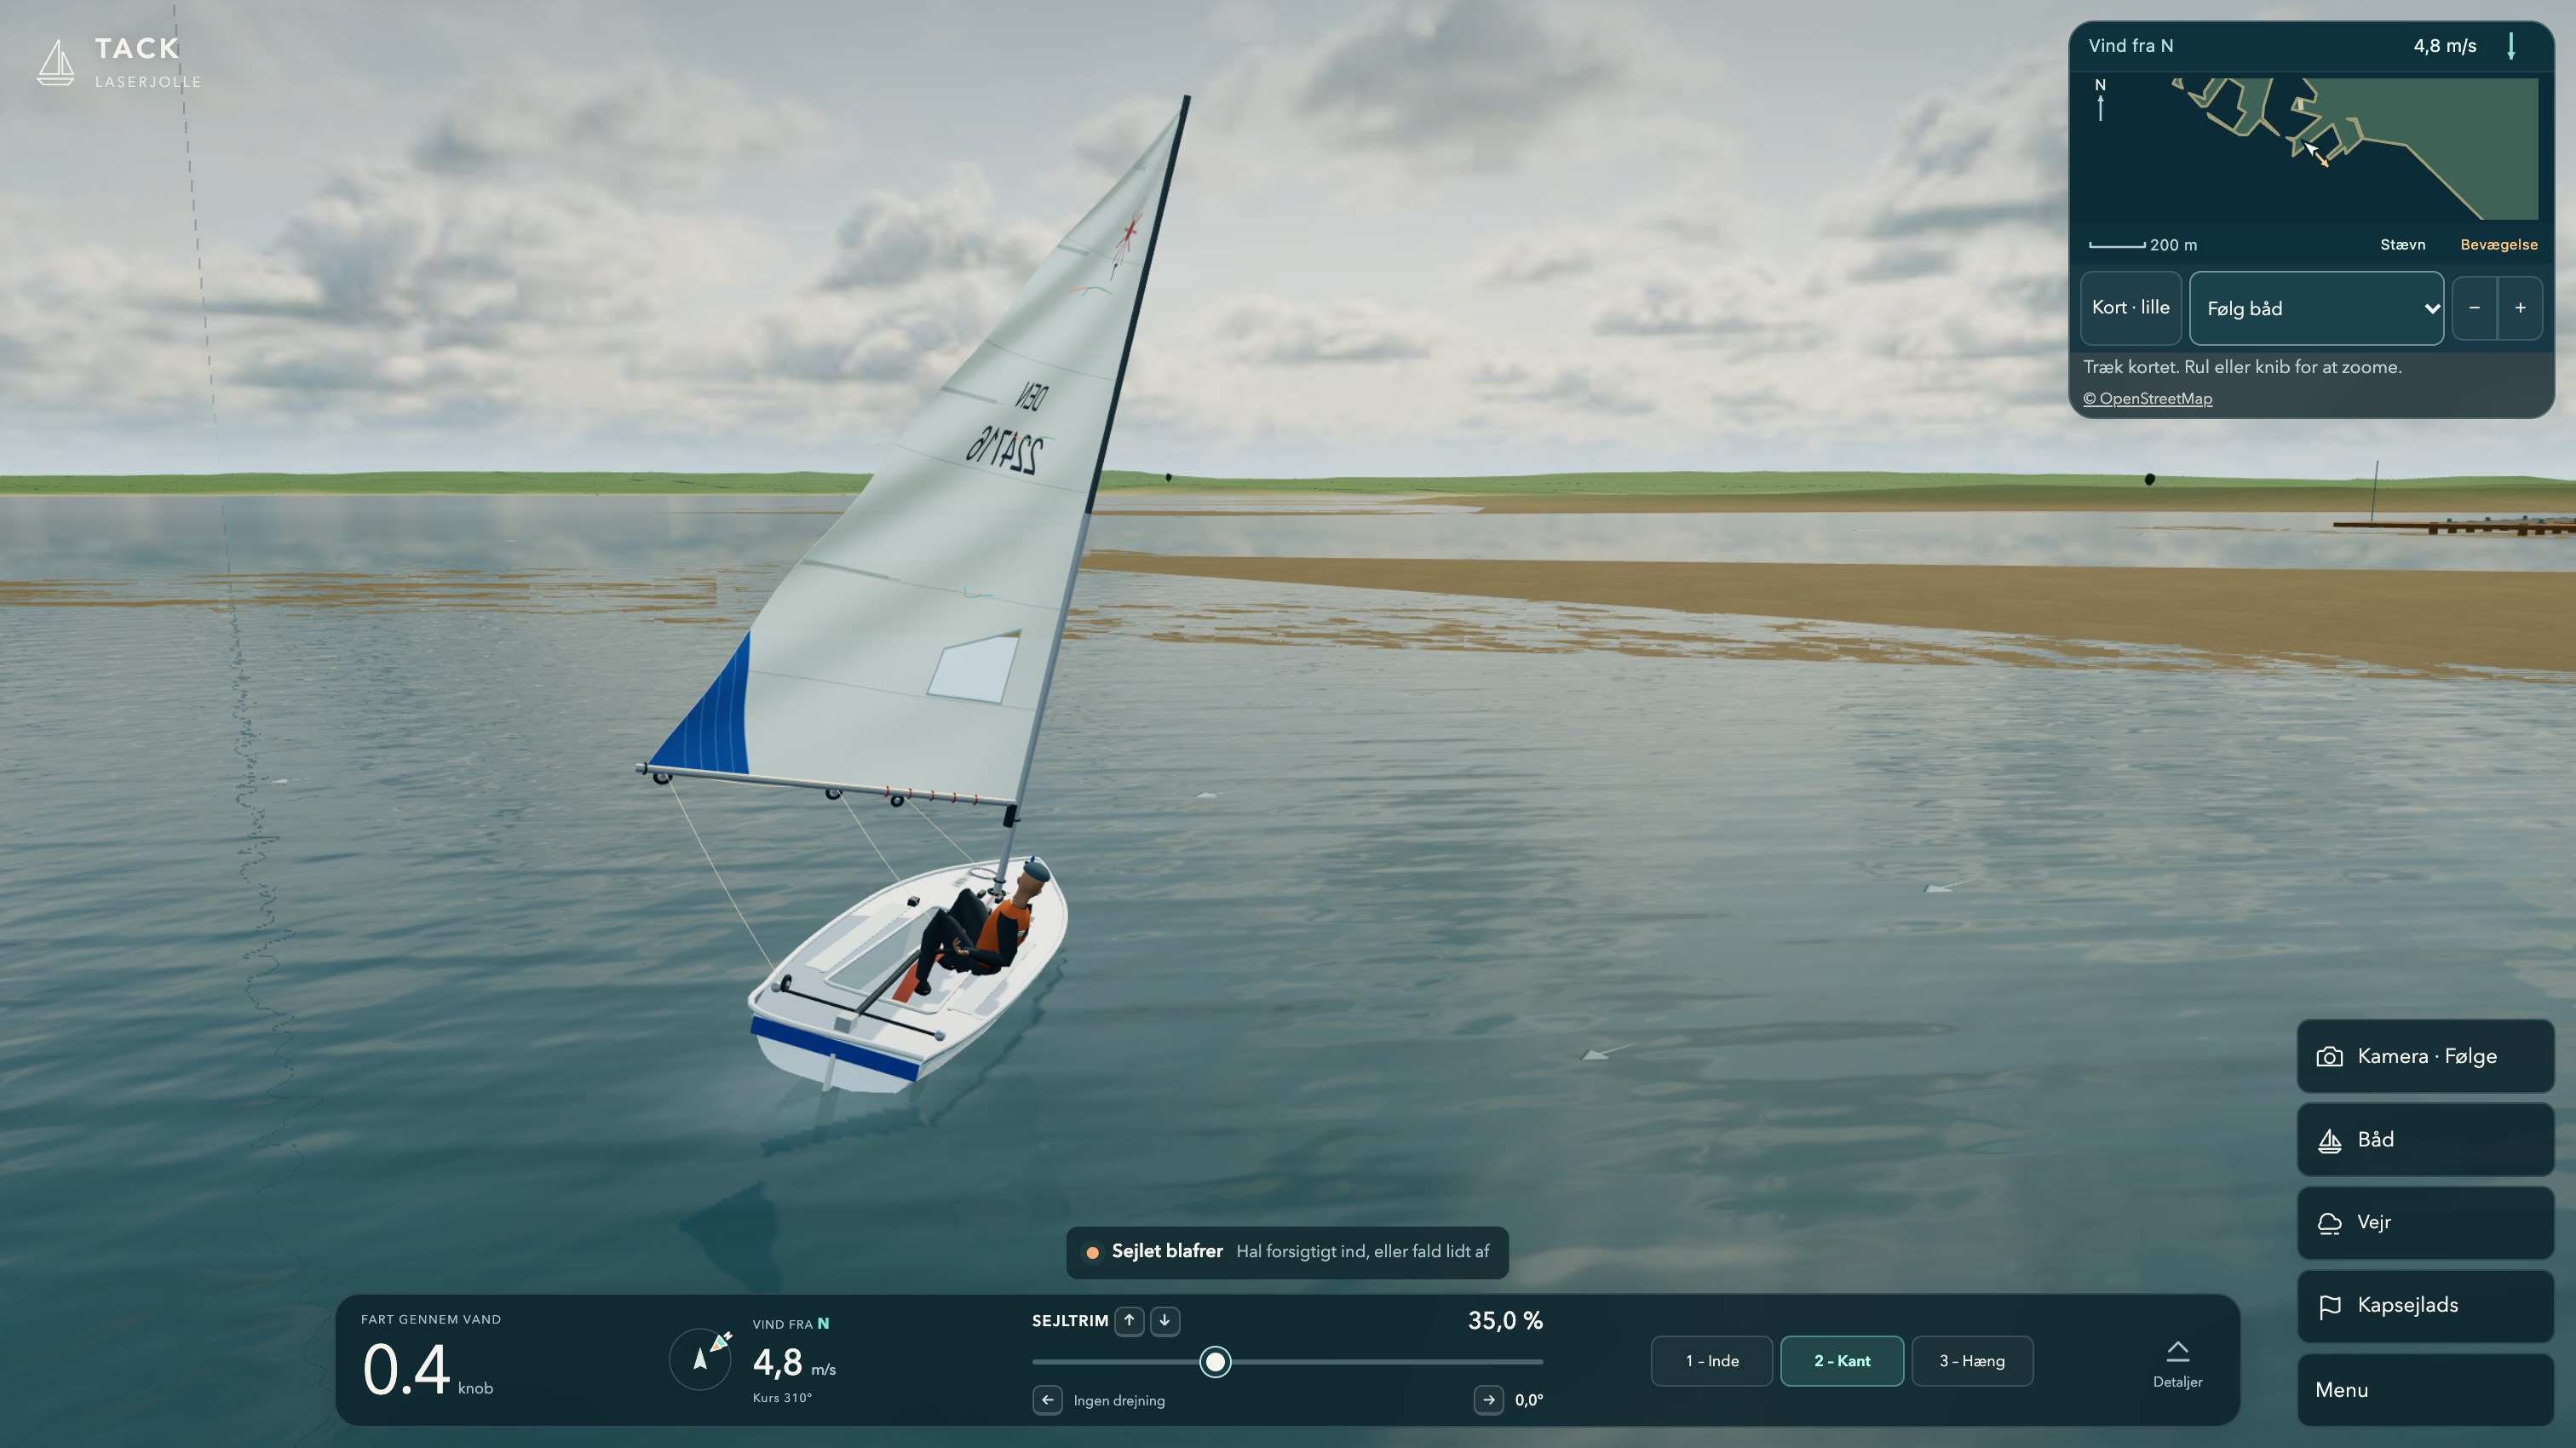 TACK
LASERJOLLE
Vind fra N
4,8 m/s
N
200 m
Stævn
Bevægelse
Kort · lille
Følg båd
−
+
Træk kortet. Rul eller knib for at zoome.
© OpenStreetMap
DEN
224716
Kamera · Følge
Båd
Vejr
Kapsejlads
Menu
Sejlet blafrer Hal forsigtigt ind, eller fald lidt af
FART GENNEM VAND
0.4 knob
N
VIND FRA N
4,8 m/s
Kurs 310°
SEJLTRIM ↑ ↓
35,0 %
← Ingen drejning
→ 0,0°
1 – Inde
2 – Kant
3 – Hæng
Detaljer